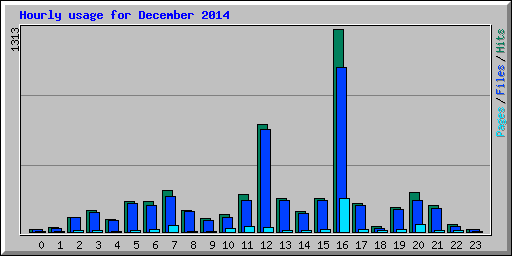 Hourly usage for December 2014
1313
Pages/Files/Hits
0 1 2 3 4 5 6 7 8 9 10 11 12 13 14 15 16 17 18 19 20 21 22 23